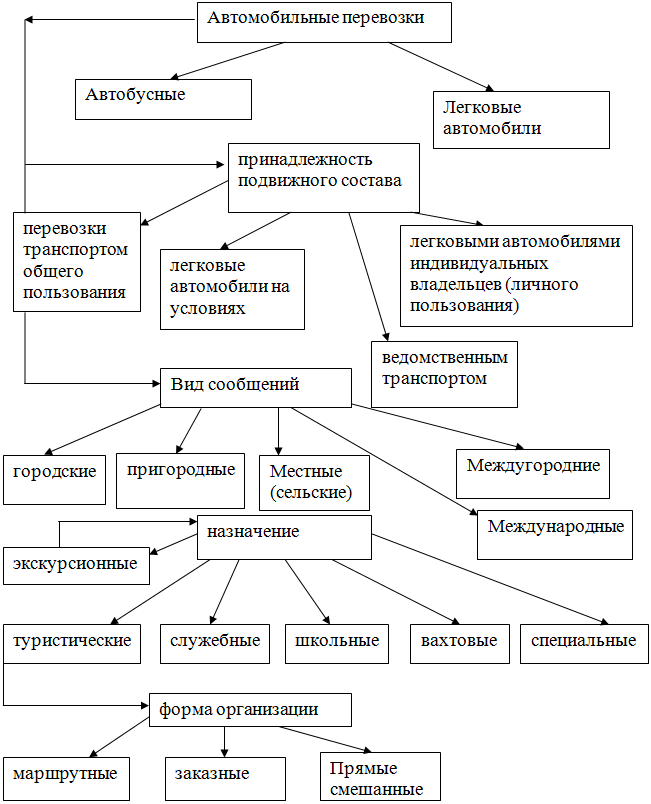 Автомобильные перевозки
Автобусные
Легковые
автомобили
принадлежность
подвижного состава
перевозки
транспортом
общего
пользования
легковые
автомобили на
условиях
легковыми автомобилями
индивидуальных
владельцев (личного
пользования)
ведомственным
транспортом
Вид сообщений
городские
пригородные
Местные
(сельские)
Междугородние
Международные
назначение
экскурсионные
туристические
служебные
школьные
вахтовые
специальные
форма организации
маршрутные
заказные
Прямые
смешанные